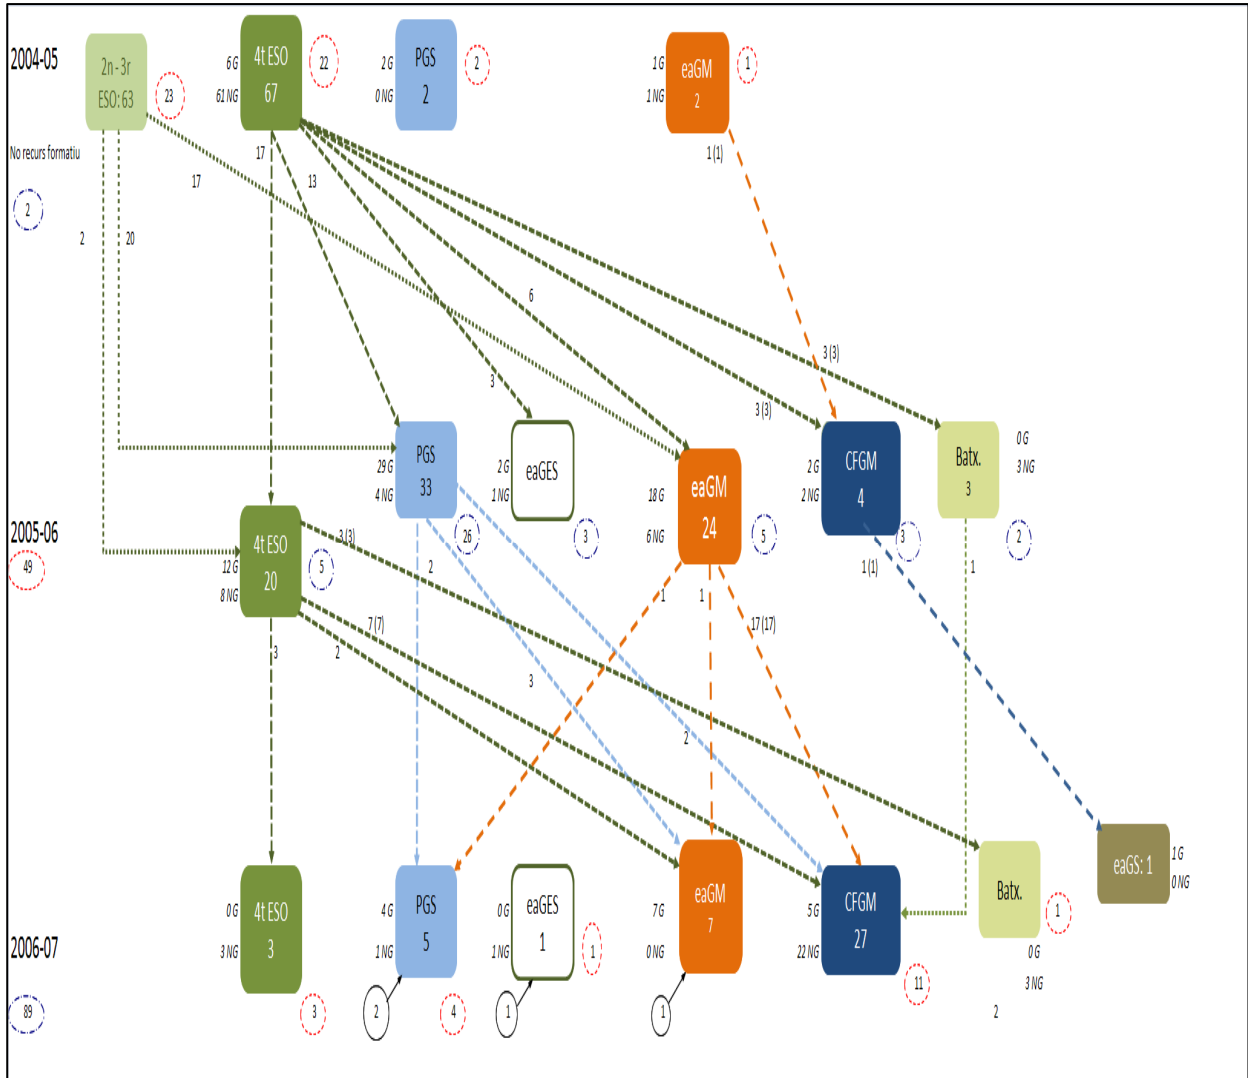 2004-05
2n - 3r
ESO: 63
23
6 G
61 NG
4t ESO
67
22
2 G
0 NG
PGS
2
2
1 G
1 NG
eaGM
2
1
No recurs formatiu
2
2
20
17
17
13
6
3
1 (1)
3 (3)
3 (3)
2005-06
49
29 G
4 NG
PGS
33
26
2 G
1 NG
eaGES
3
18 G
6 NG
eaGM
24
5
2 G
2 NG
CFGM
4
3
Batx.
3
0 G
3 NG
2
12 G
8 NG
4t ESO
20
5
3 (3)
2
1
1
17 (17)
1 (1)
1
3
7 (7)
2
3
2
2006-07
89
0 G
3 NG
4t ESO
3
3
4 G
1 NG
PGS
5
2
4
0 G
1 NG
eaGES
1
1
1
7 G
0 NG
eaGM
7
1
5 G
22 NG
CFGM
27
11
Batx.
1
0 G
3 NG
2
eaGS: 1
1 G
0 NG